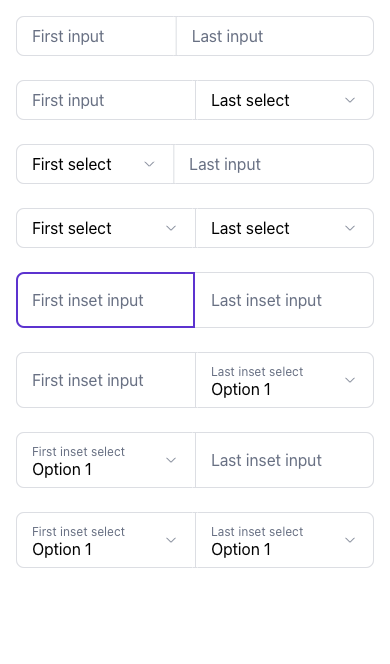 First input Last input
First input Last select
First select Last input
First select Last select
First inset input Last inset input
First inset input Last inset select
Option 1
First inset select
Option 1 Last inset input
First inset select Last inset select
Option 1 Option 1